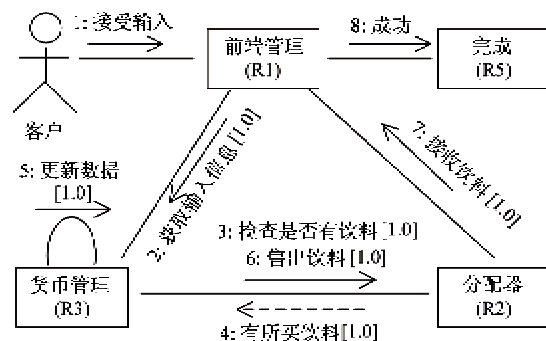 1: 接受输入
8: 成功
前端管理
(R1)
完成
(R5)
客户
2: 获取输入信息 [1.0]
7: 接收饮料 [1.0]
5: 更新数据
[1.0]
3: 检查是否有饮料 [1.0]
6: 售出饮料 [1.0]
货币管理
(R3)
分配器
(R2)
4: 有所买饮料 [1.0]